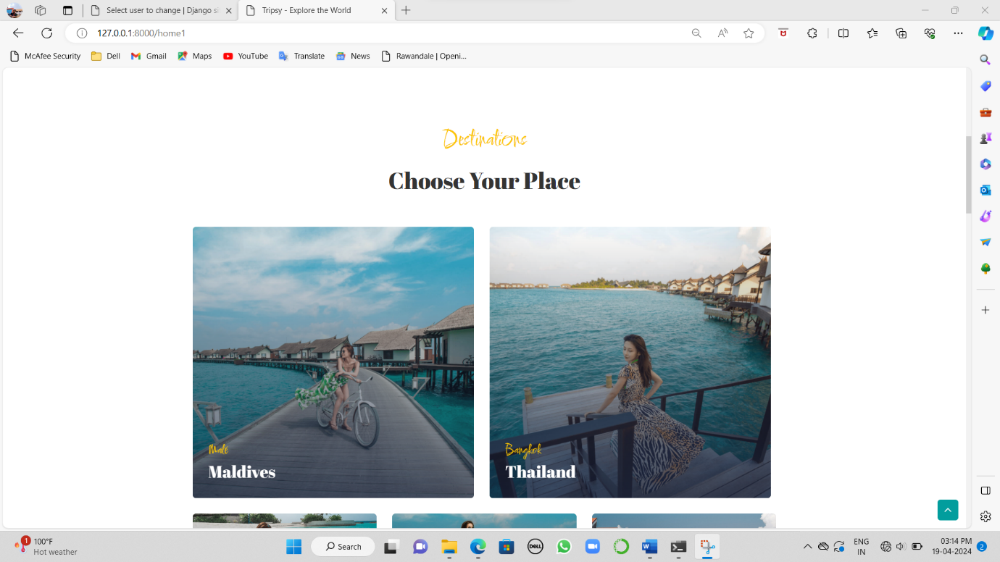 Select user to change | Django si
Tripsy - Explore the World
127.0.0.1:8000/home1
McAfee Security
Dell
Gmail
Maps
YouTube
Translate
News
Rawandale | Openi...
Destinations
Choose Your Place
Malé
Maldives
Bangkok
Thailand
1
100°F
Hot weather
Search
DELL
ENG
IN
03:14 PM
19-04-2024
2